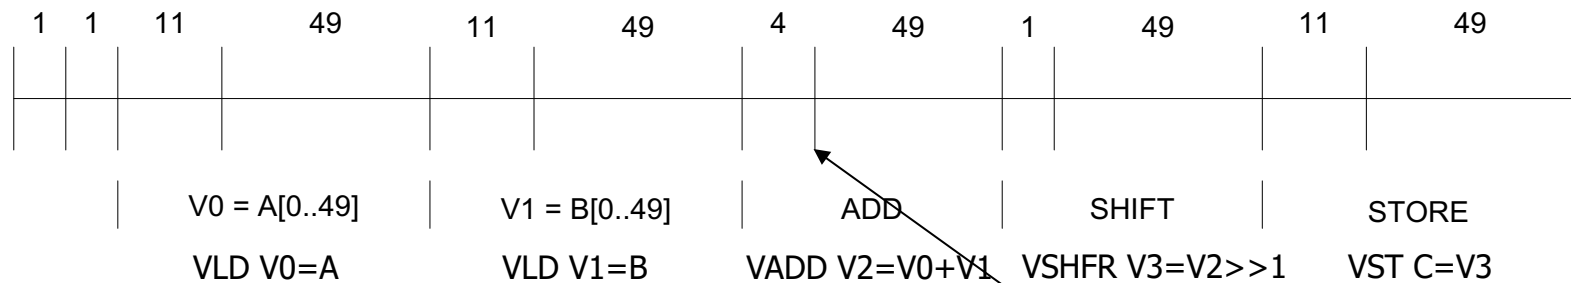 1 1 11 49 11 49 4 49 1 49 11 49
V0 = A[0..49] V1 = B[0..49] ADD SHIFT STORE
VLD V0=A VLD V1=B VADD V2=V0+V1 VSHFR V3=V2>>1 VST C=V3